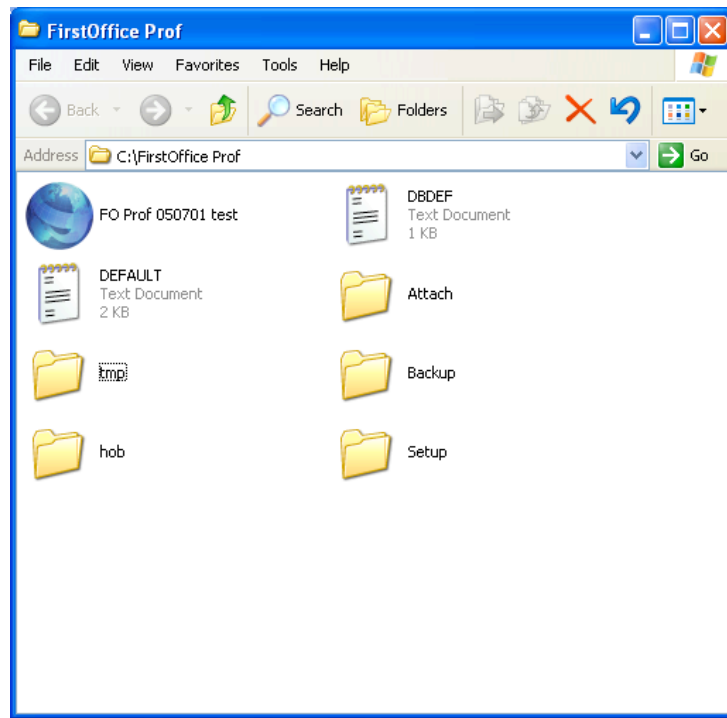 FirstOffice Prof
File Edit View Favorites Tools Help
Back Search Folders
Address C:\FirstOffice Prof Go
FO Prof 050701 test
DBDEF
Text Document
1 KB
DEFAULT
Text Document
2 KB
Attach
tmp
Backup
hob
Setup